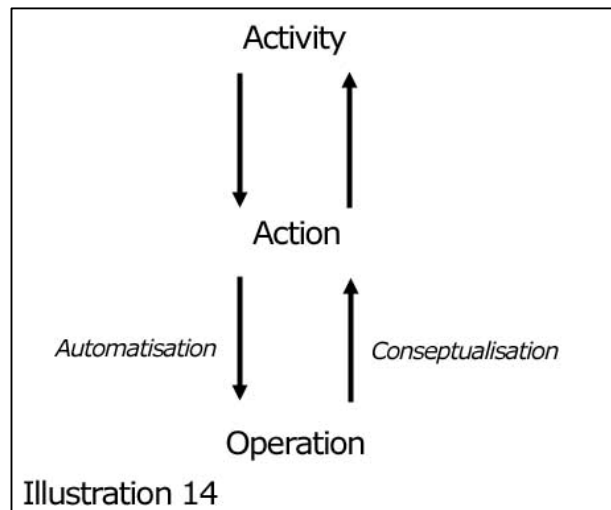 Activity
Action
Automatisation
Conseptualisation
Operation
Illustration 14